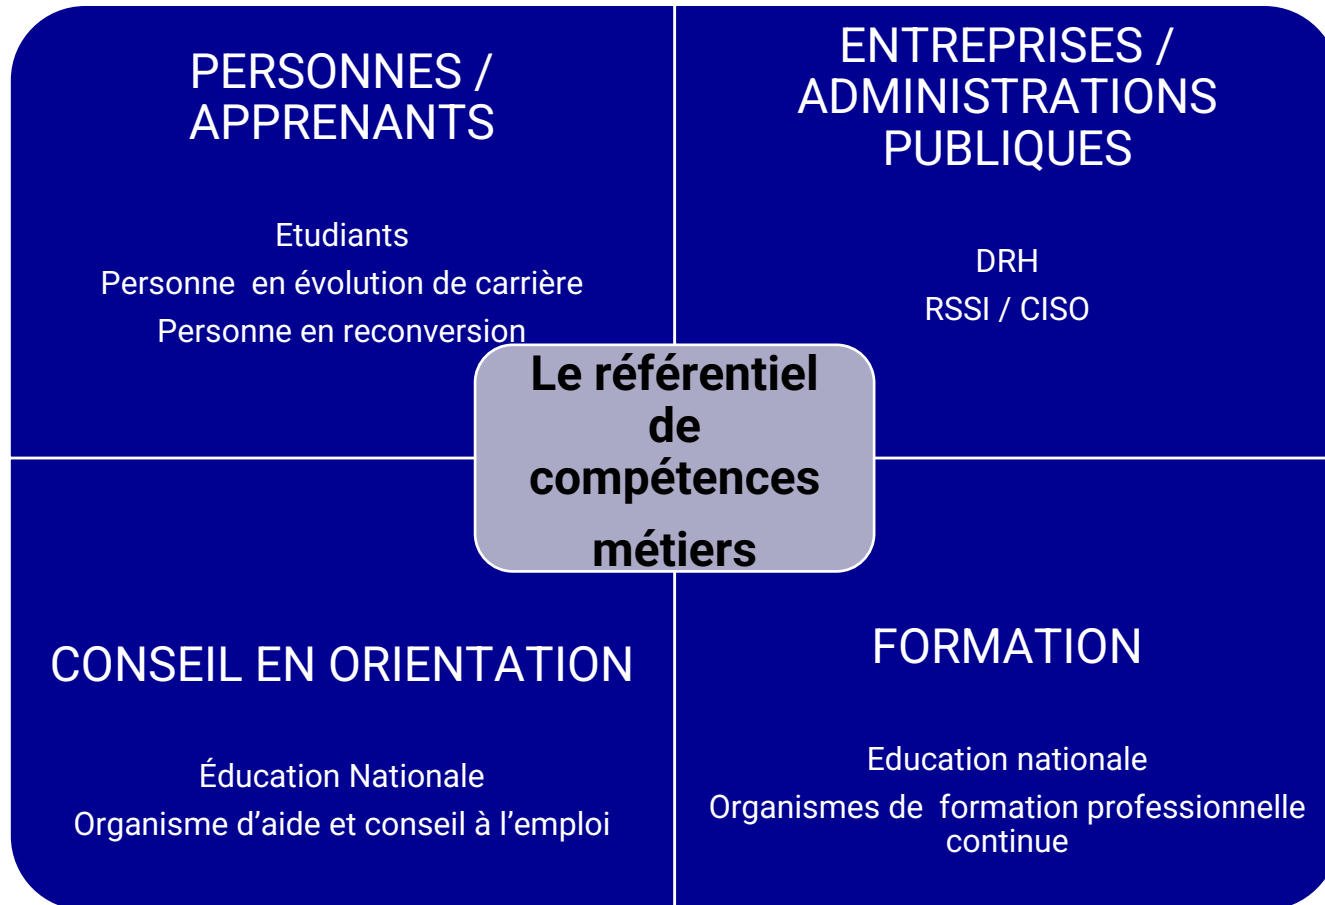 PERSONNES /
APPRENANTS
Etudiants
Personne  en évolution de carrière
Personne en reconversion
ENTREPRISES /
ADMINISTRATIONS
PUBLIQUES
DRH
RSSI / CISO
Le référentiel
de
compétences
métiers
CONSEIL EN ORIENTATION
Éducation Nationale
Organisme d’aide et conseil à l’emploi
FORMATION
Education nationale
Organismes de  formation professionnelle
continue